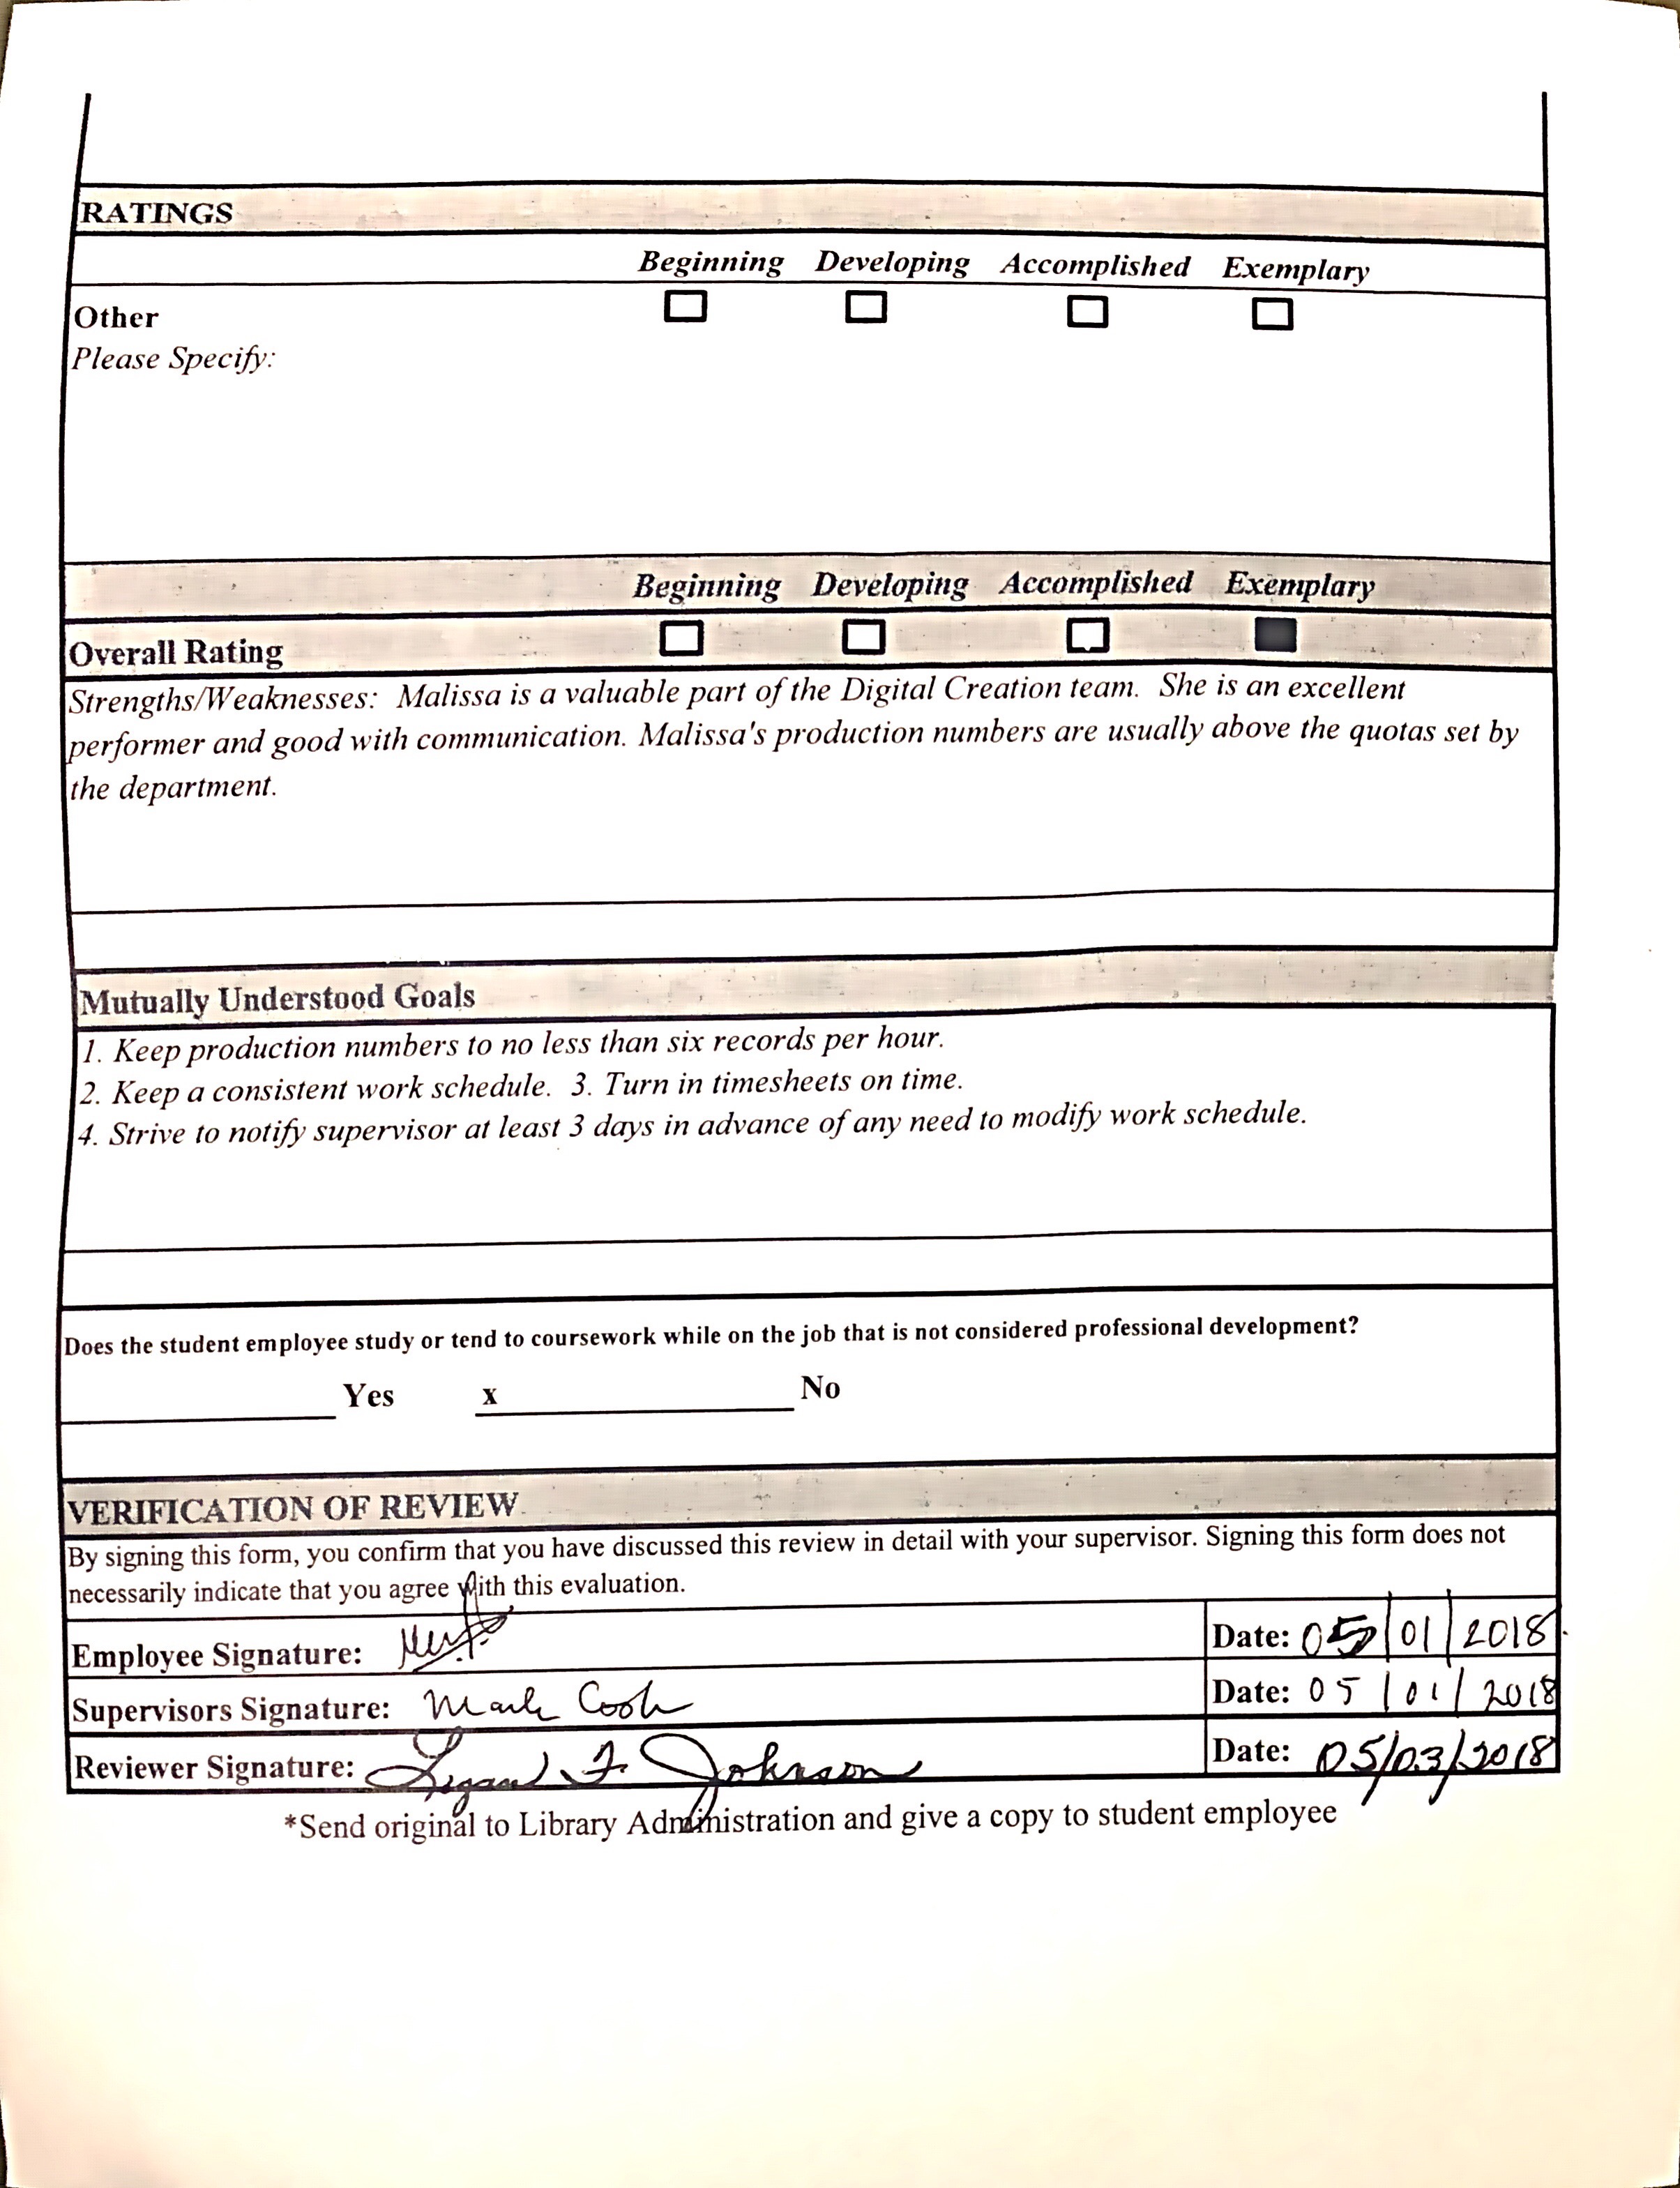 RATINGS
Beginning Developing Accomplished Exemplary
Other
Please Specify:
Beginning Developing Accomplished Exemplary
Overall Rating
Strengths/Weaknesses: Malissa is a valuable part of the Digital Creation team. She is an excellent
performer and good with communication. Malissa's production numbers are usually above the quotas set by
the department.
Mutually Understood Goals
1. Keep production numbers to no less than six records per hour.
2. Keep a consistent work schedule. 3. Turn in timesheets on time.
4. Strive to notify supervisor at least 3 days in advance of any need to modify work schedule.
Does the student employee study or tend to coursework while on the job that is not considered professional development?
Yes x No
VERIFICATION OF REVIEW
By signing this form, you confirm that you have discussed this review in detail with your supervisor. Signing this form does not
necessarily indicate that you agree with this evaluation.
Employee Signature: Date: 05/01/2018
Supervisors Signature: Mark Cook Date: 05/01/2018
Reviewer Signature: F. Johnson Date: 05/03/2018
*Send original to Library Administration and give a copy to student employee